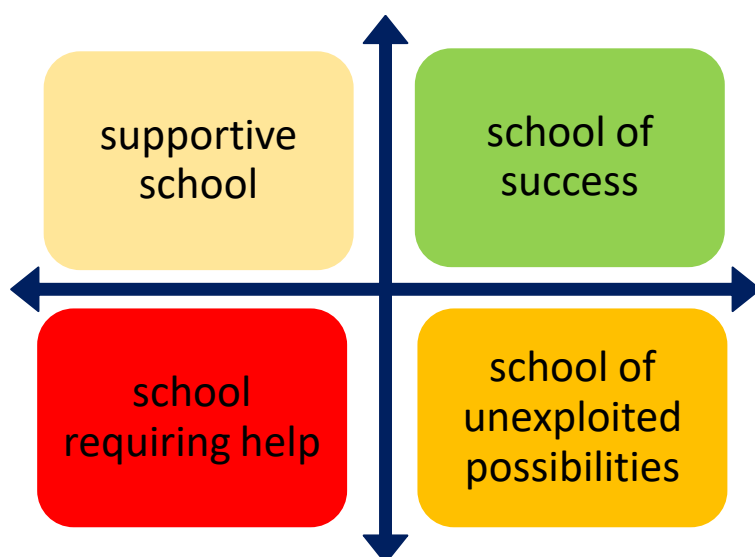 supportive
school
school of
success
school
requiring help
school of
unexploited
possibilities